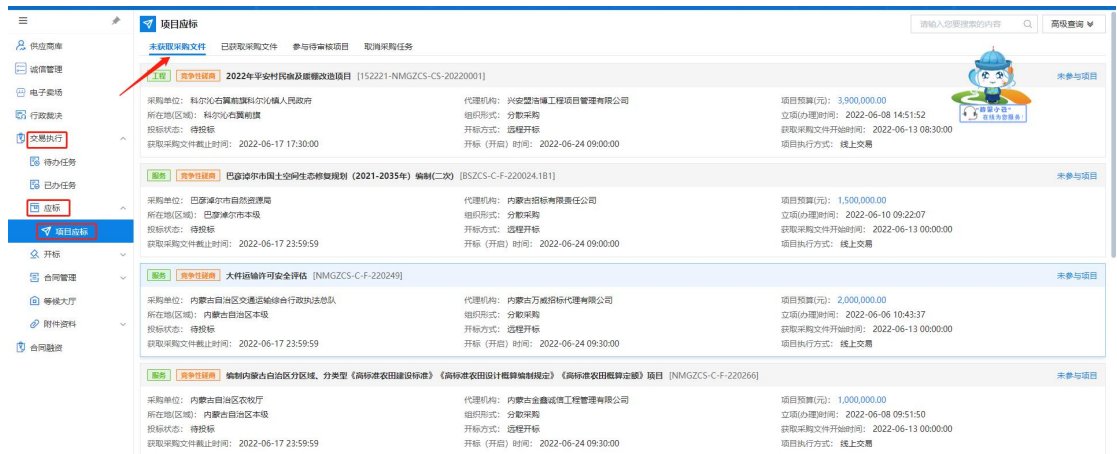 项目应标
请输入您要搜索的内容
高级查询
供应商库
诚信管理
电子卖场
行政裁决
交易执行
待办任务
已办任务
应标
项目应标
开标
合同管理
等候大厅
附件资料
合同融资
未获取采购文件 已获取采购文件 参与待审核项目 取消采购任务
工程 竞争性磋商 2022年平安村民宿及暖棚改造项目 [152221-NMGZCS-CS-20220001] 未参与项目
采购单位： 科尔沁右翼前旗科尔沁镇人民政府 代理机构： 兴安盟浩博工程项目管理有限公司 项目预算(元)： 3,900,000.00
所在地(区域)： 科尔沁右翼前旗 组织形式： 分散采购 立项(办理)时间： 2022-06-08 14:51:52
投标状态： 待投标 开标方式： 远程开标 获取采购文件开始时间： 2022-06-13 08:30:00
获取采购文件截止时间： 2022-06-17 17:30:00 开标（开启）时间： 2022-06-24 09:00:00 项目执行方式： 线上交易
在线为您服务
服务 竞争性磋商 巴彦淖尔市国土空间生态修复规划（2021-2035年）编制(二次) [BSZCS-C-F-220024.1B1] 未参与项目
采购单位： 巴彦淖尔市自然资源局 代理机构： 内蒙古招标有限责任公司 项目预算(元)： 1,500,000.00
所在地(区域)： 巴彦淖尔市本级 组织形式： 分散采购 立项(办理)时间： 2022-06-10 09:22:07
投标状态： 待投标 开标方式： 远程开标 获取采购文件开始时间： 2022-06-13 00:00:00
获取采购文件截止时间： 2022-06-17 23:59:59 开标（开启）时间： 2022-06-24 09:00:00 项目执行方式： 线上交易
服务 竞争性磋商 大件运输许可安全评估 [NMGZCS-C-F-220249] 未参与项目
采购单位： 内蒙古自治区交通运输综合行政执法总队 代理机构： 内蒙古万威招标代理有限公司 项目预算(元)： 2,000,000.00
所在地(区域)： 内蒙古自治区本级 组织形式： 分散采购 立项(办理)时间： 2022-06-06 10:43:37
投标状态： 待投标 开标方式： 远程开标 获取采购文件开始时间： 2022-06-13 00:00:00
获取采购文件截止时间： 2022-06-17 23:59:59 开标（开启）时间： 2022-06-24 09:30:00 项目执行方式： 线上交易
服务 竞争性磋商 编制内蒙古自治区分区域、分类型《高标准农田建设标准》《高标准农田设计概算编制规定》《高标准农田概算定额》项目 [NMGZCS-C-F-220266] 未参与项目
采购单位： 内蒙古自治区农牧厅 代理机构： 内蒙古金鑫诚信工程管理有限公司 项目预算(元)： 1,000,000.00
所在地(区域)： 内蒙古自治区本级 组织形式： 分散采购 立项(办理)时间： 2022-06-08 09:51:50
投标状态： 待投标 开标方式： 远程开标 获取采购文件开始时间： 2022-06-13 00:00:00
获取采购文件截止时间： 2022-06-17 23:59:59 开标（开启）时间： 2022-06-24 09:30:00 项目执行方式： 线上交易